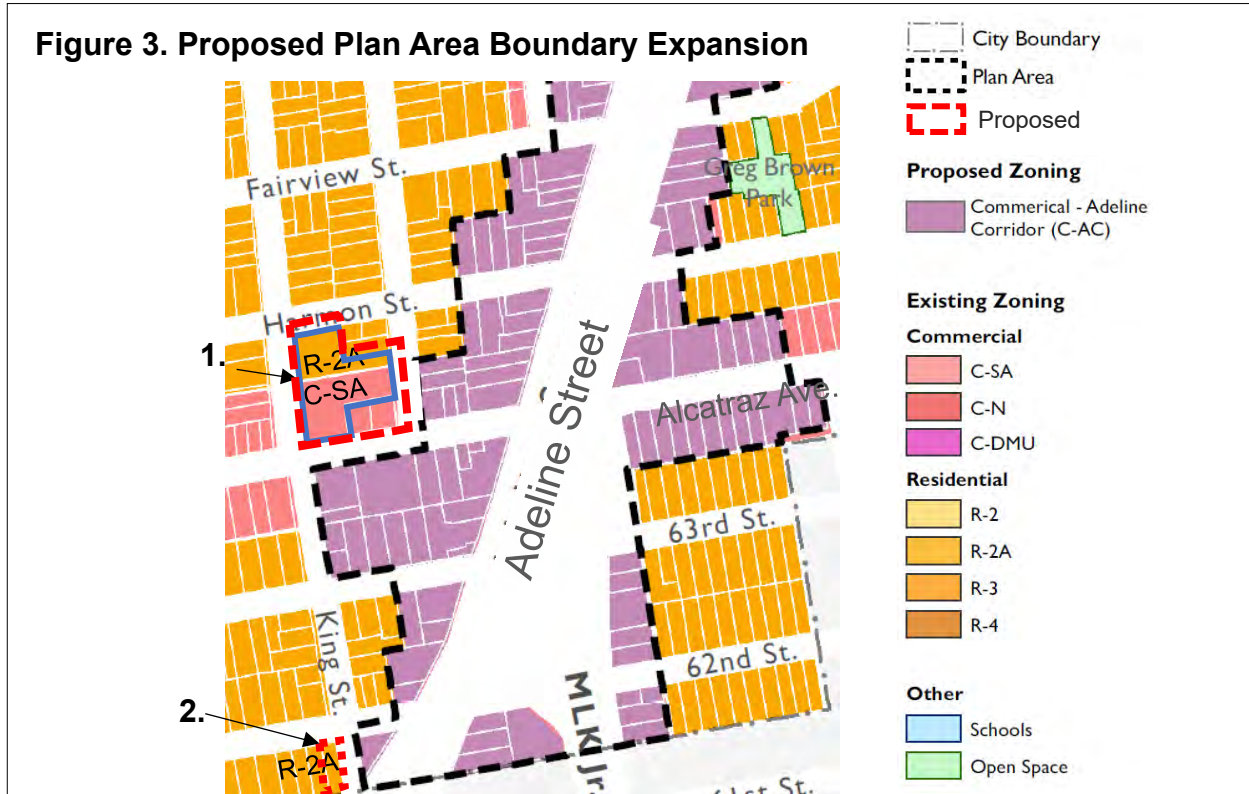 Figure 3. Proposed Plan Area Boundary Expansion
City Boundary
Plan Area
Proposed
Proposed Zoning
Commerical - Adeline
Corridor (C-AC)
Existing Zoning
Commercial
C-SA
C-N
C-DMU
Residential
R-2
R-2A
R-3
R-4
Other
Schools
Open Space
Fairview St.
Greg Brown
Park
Harmon St.
1.
R-2A
C-SA
Adeline Street
Alcatraz Ave.
63rd St.
King St.
62nd St.
2.
MLK Jr.
R-2A
61st St.